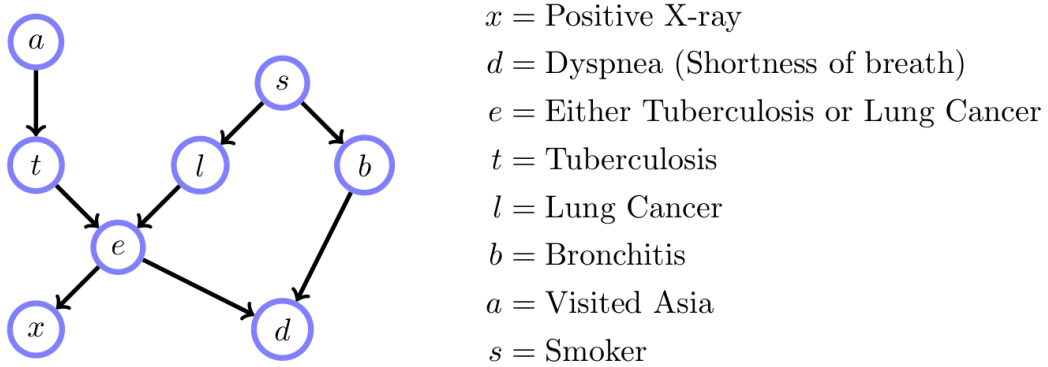 a
s
t
l
b
e
x
d
x = Positive X-ray
d = Dyspnea (Shortness of breath)
e = Either Tuberculosis or Lung Cancer
t = Tuberculosis
l = Lung Cancer
b = Bronchitis
a = Visited Asia
s = Smoker